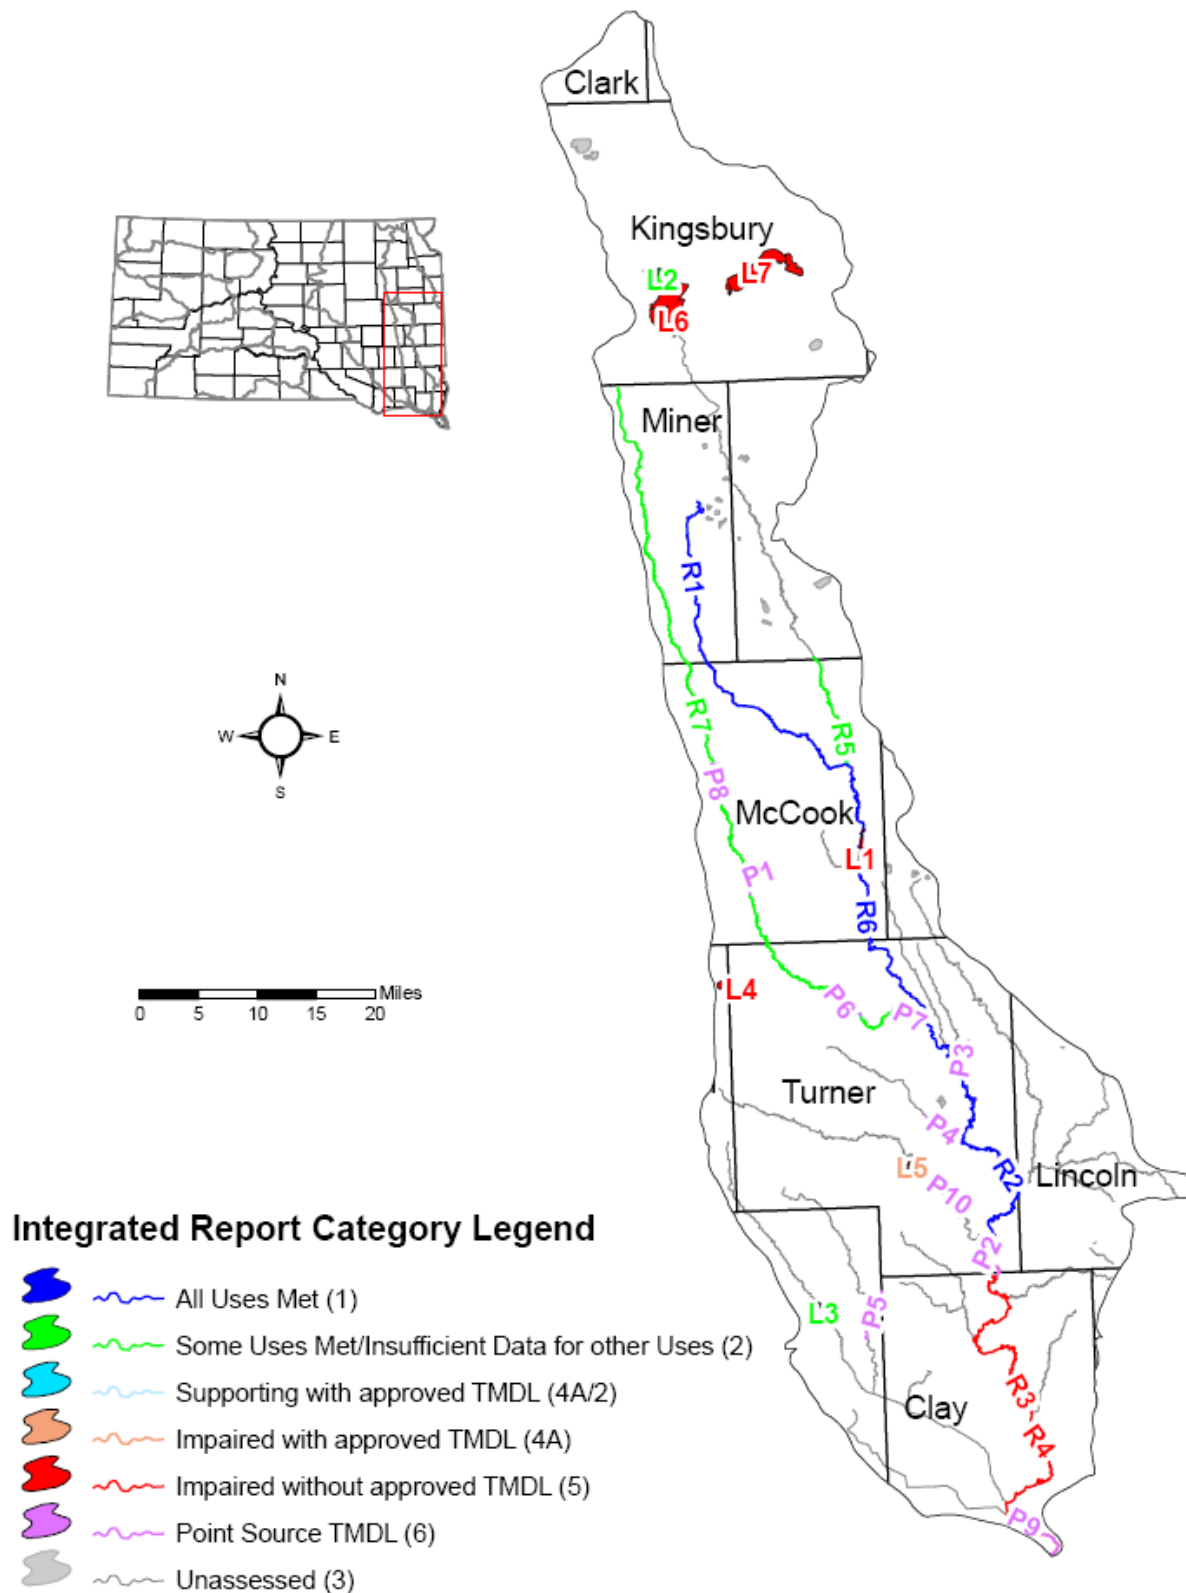 Clark
Kingsbury
L2
L7
L6
Miner
R1
R7
R5
P8
McCook
L1
P1
R6
L4
P6
P7
P3
Turner
P4
L5
R2
Lincoln
P10
P2
L3
P5
R3
Clay
R4
P9
N
W
E
S
Miles
0 5 10 15 20
Integrated Report Category Legend
All Uses Met (1)
Some Uses Met/Insufficient Data for other Uses (2)
Supporting with approved TMDL (4A/2)
Impaired with approved TMDL (4A)
Impaired without approved TMDL (5)
Point Source TMDL (6)
Unassessed (3)